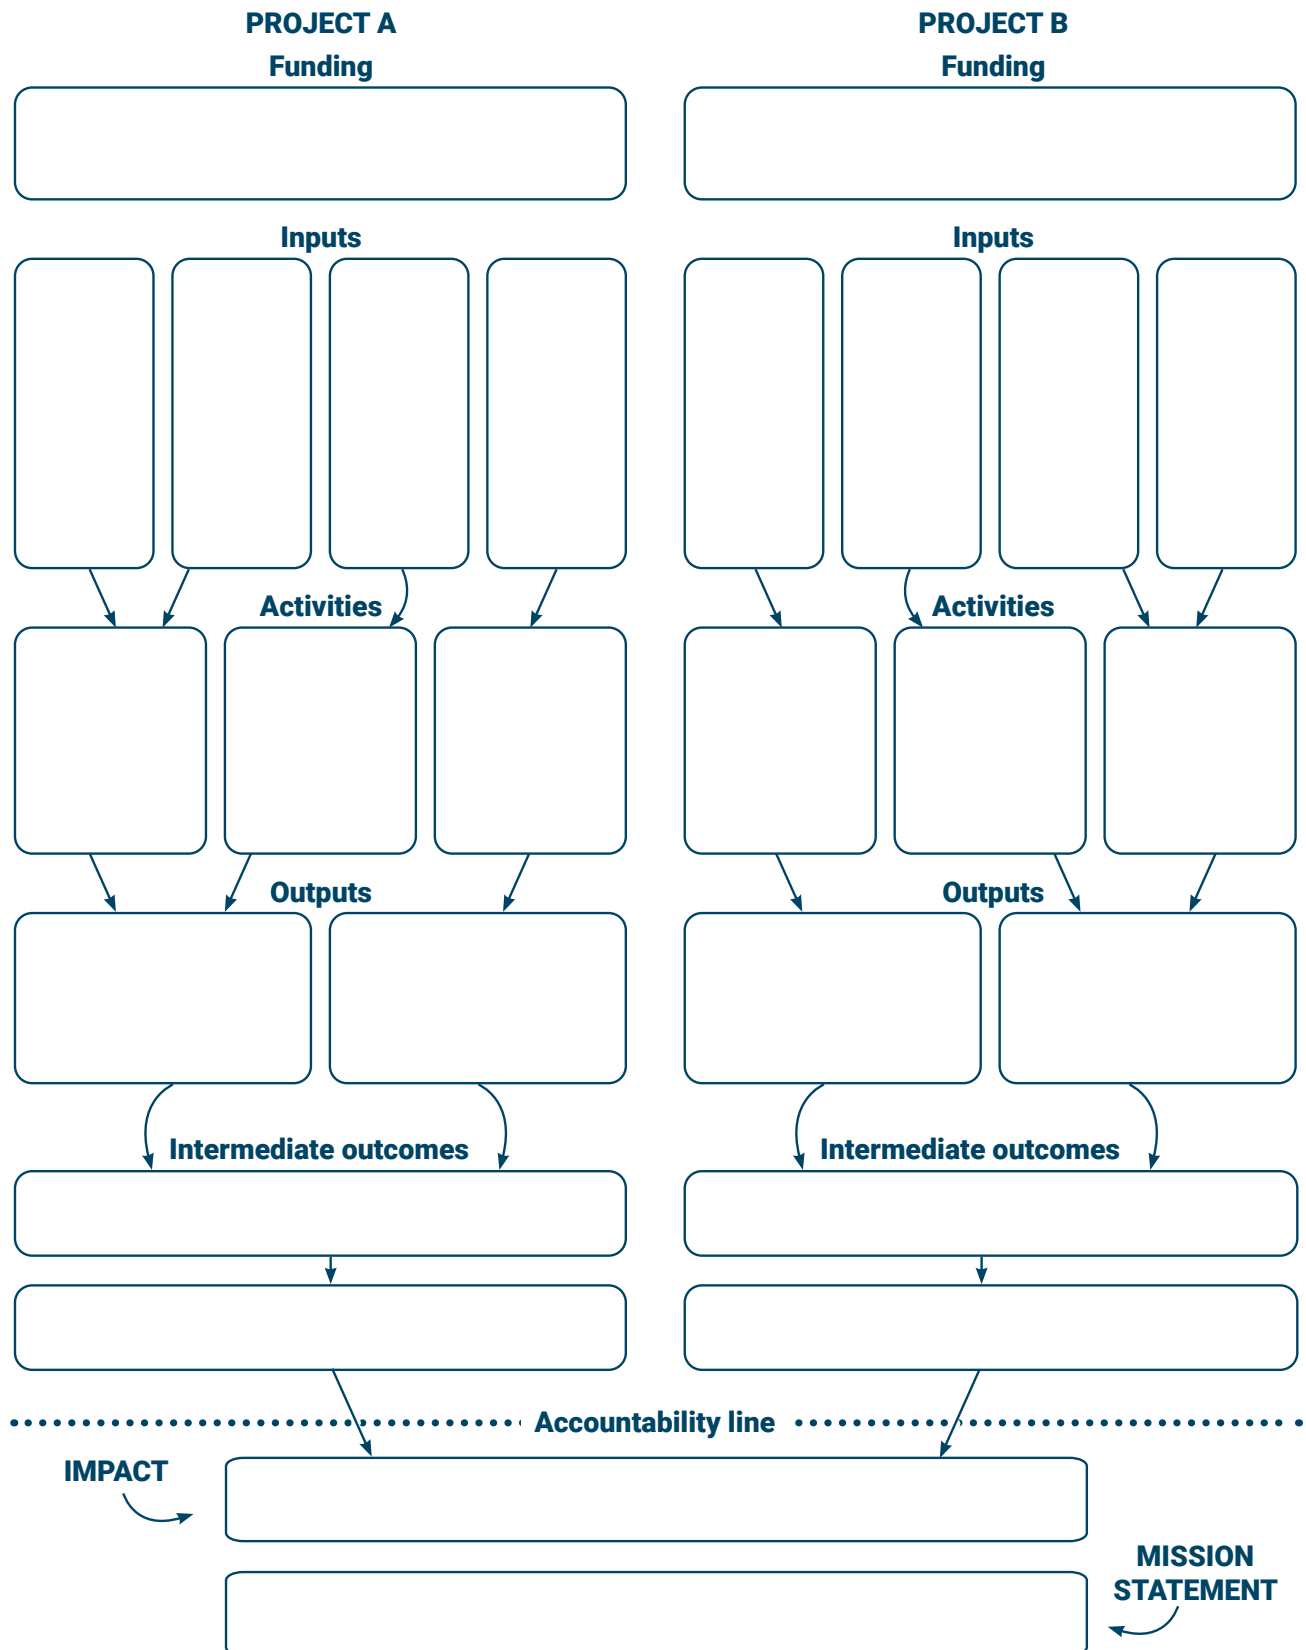 PROJECT A
Funding
Inputs
Activities
Outputs
Intermediate outcomes
PROJECT B
Funding
Inputs
Activities
Outputs
Intermediate outcomes
Accountability line
IMPACT
MISSION
STATEMENT